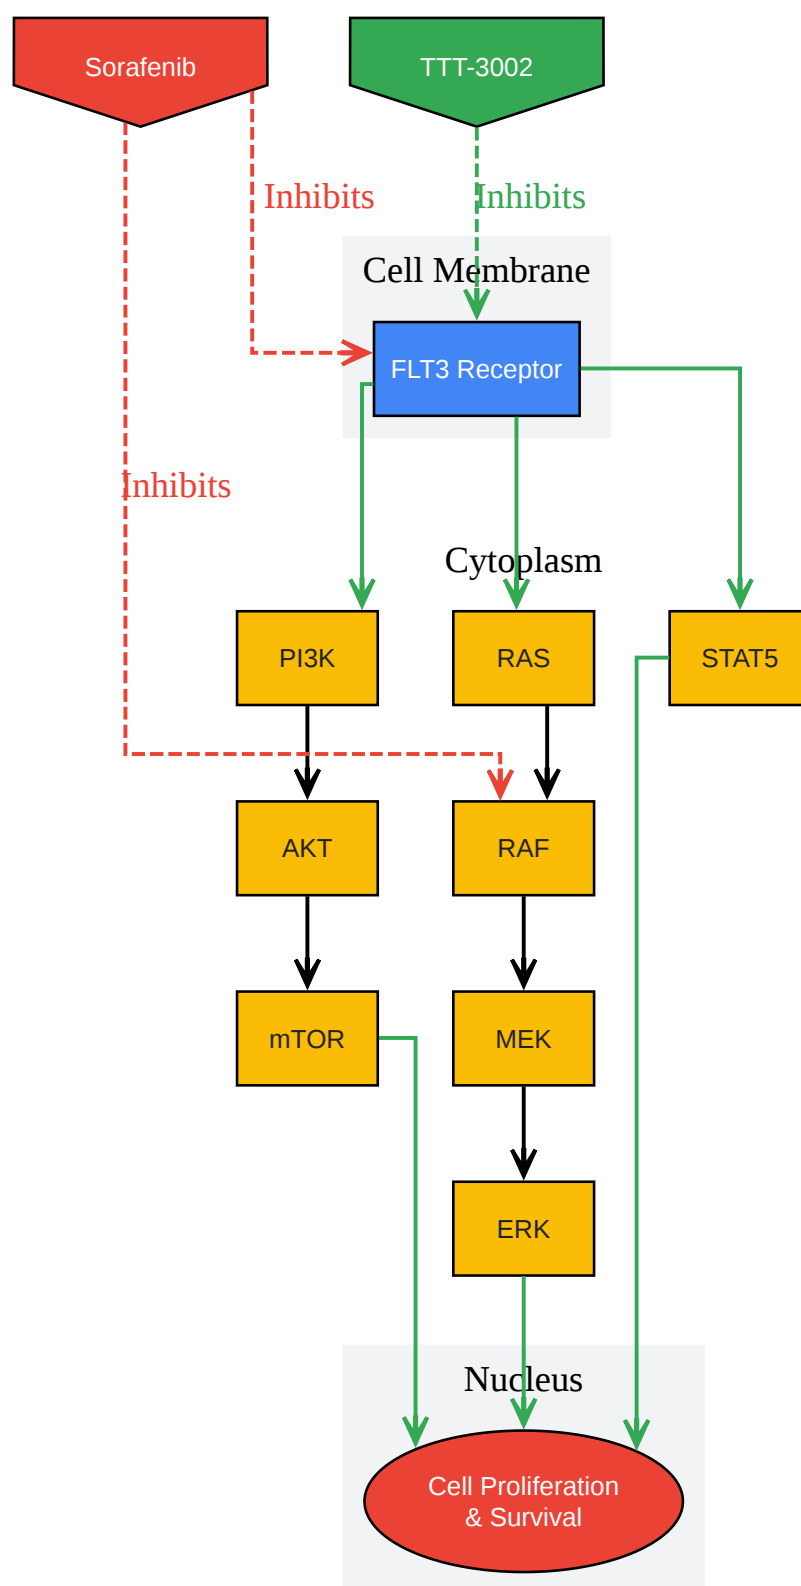 Sorafenib
TTT-3002
Inhibits
Inhibits
Cell Membrane
FLT3 Receptor
Inhibits
Cytoplasm
PI3K
RAS
STAT5
AKT
RAF
mTOR
MEK
ERK
Nucleus
Cell Proliferation
& Survival